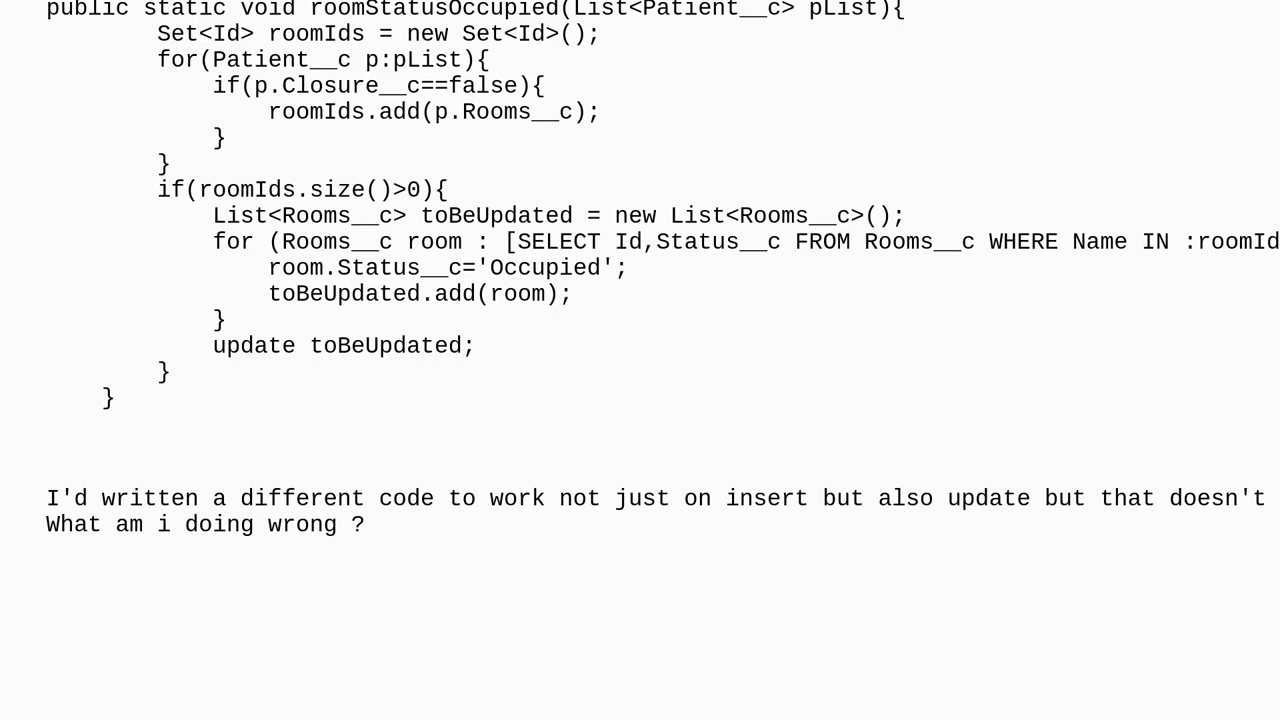 public static void roomStatusOccupied(List<Patient__c> pList){
Set<Id> roomIds = new Set<Id>();
for(Patient__c p:pList){
if(p.Closure__c==false){
roomIds.add(p.Rooms__c);
}
}
if(roomIds.size()>0){
List<Rooms__c> toBeUpdated = new List<Rooms__c>();
for (Rooms__c room : [SELECT Id,Status__c FROM Rooms__c WHERE Name IN :roomId
room.Status__c='Occupied';
toBeUpdated.add(room);
}
update toBeUpdated;
}
}
I'd written a different code to work not just on insert but also update but that doesn't
What am i doing wrong ?